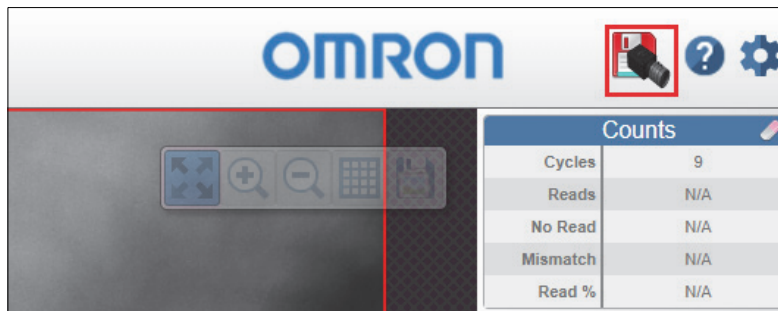 OMRON
?
Counts
Cycles 9
Reads N/A
No Read N/A
Mismatch N/A
Read % N/A